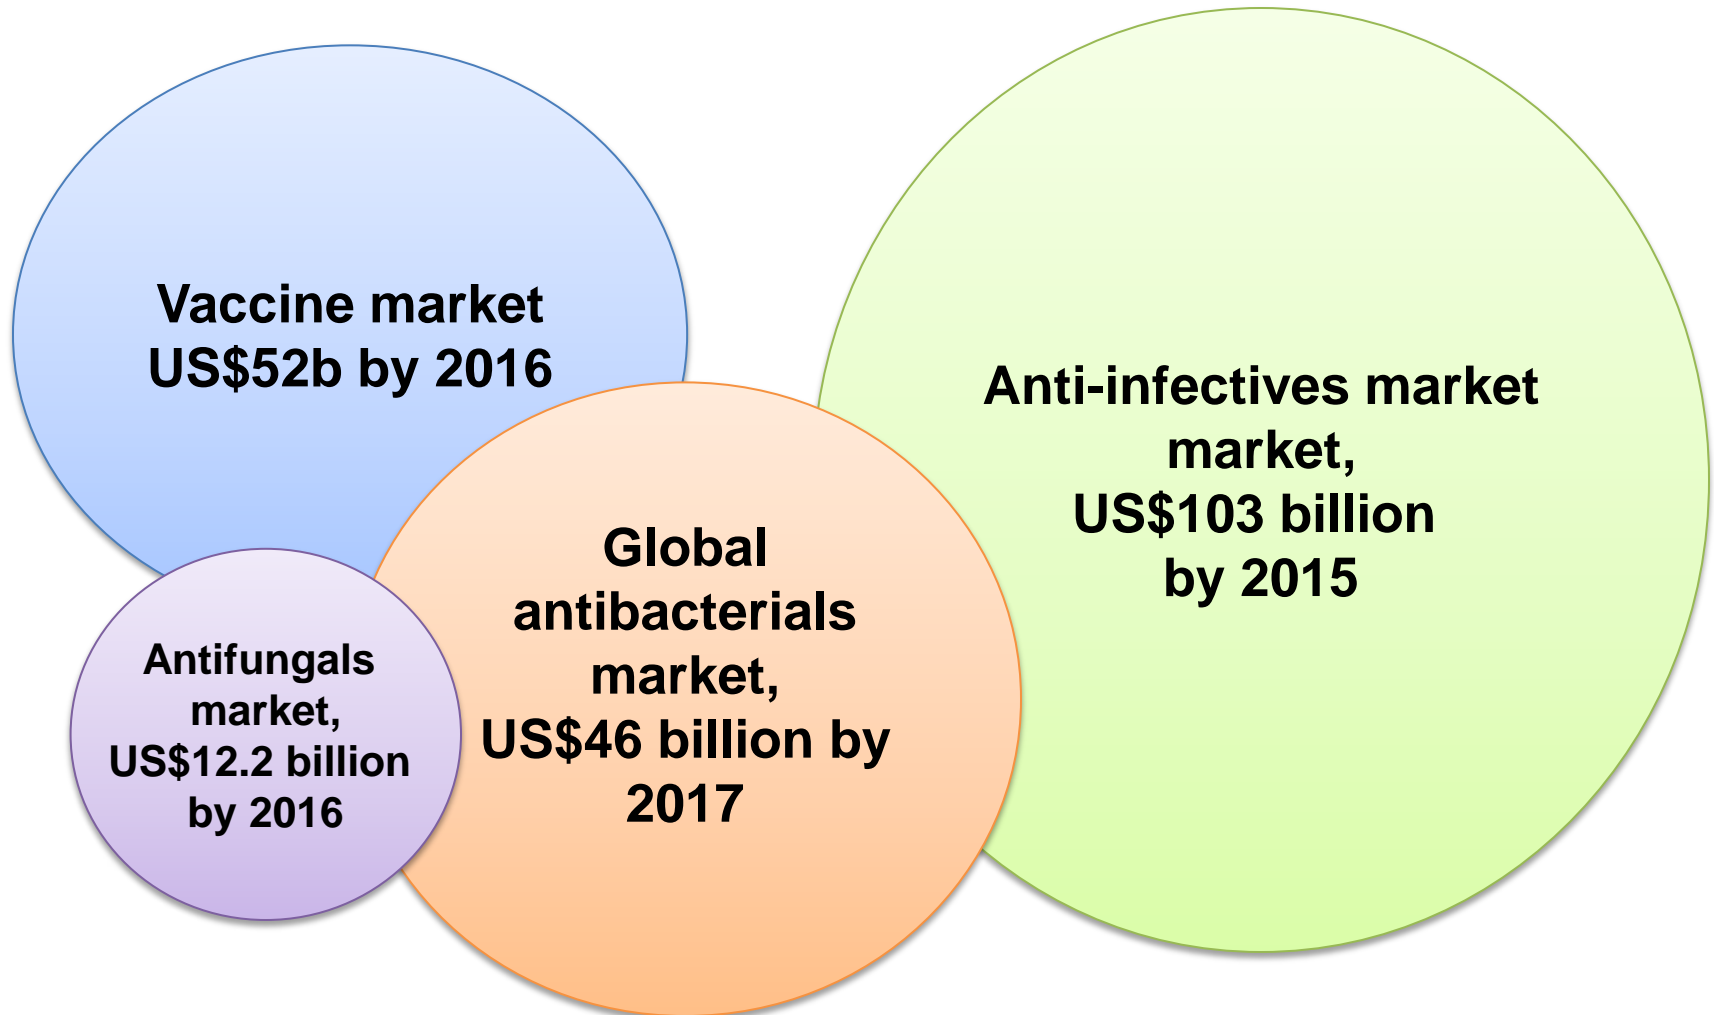 Vaccine market
US$52b by 2016
Anti-infectives market
market,
US$103 billion
by 2015
Global
antibacterials
market,
US$46 billion by
2017
Antifungals
market,
US$12.2 billion
by 2016